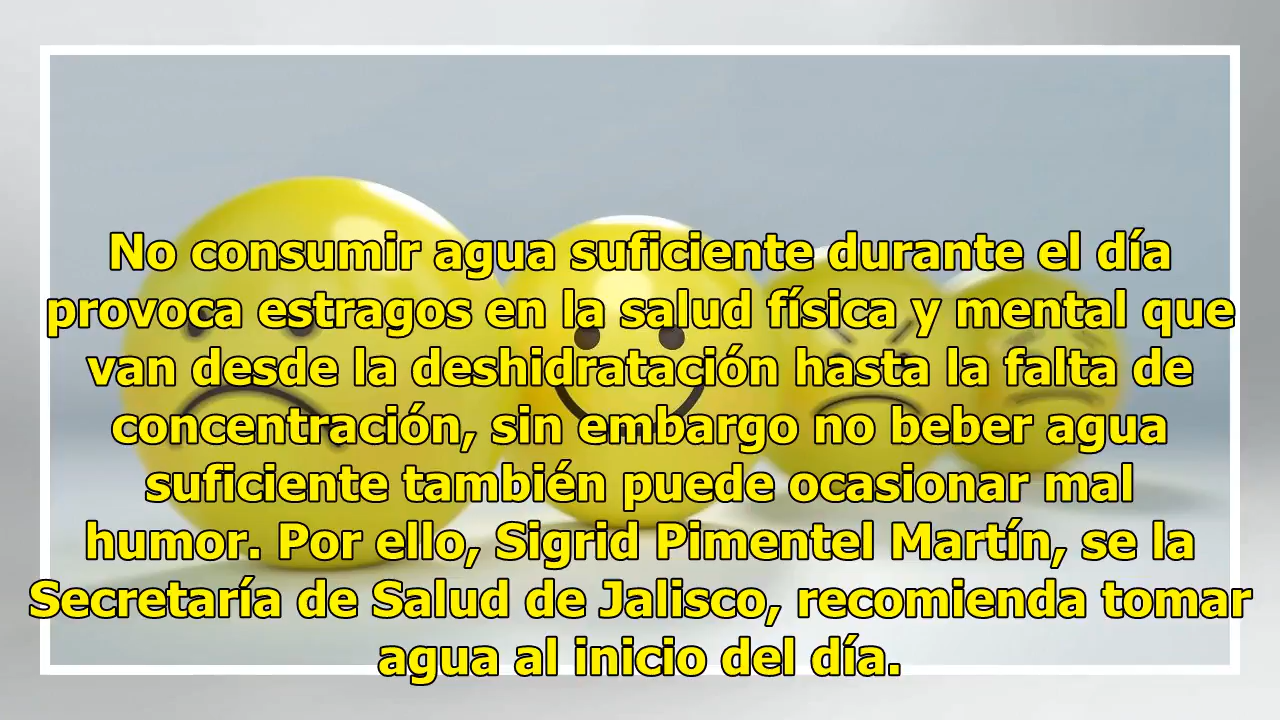 No consumir agua suficiente durante el día
provoca estragos en la salud física y mental que
van desde la deshidratación hasta la falta de
concentración, sin embargo no beber agua
suficiente también puede ocasionar mal
humor. Por ello, Sigrid Pimentel Martín, se la
Secretaría de Salud de Jalisco, recomienda tomar
agua al inicio del día.